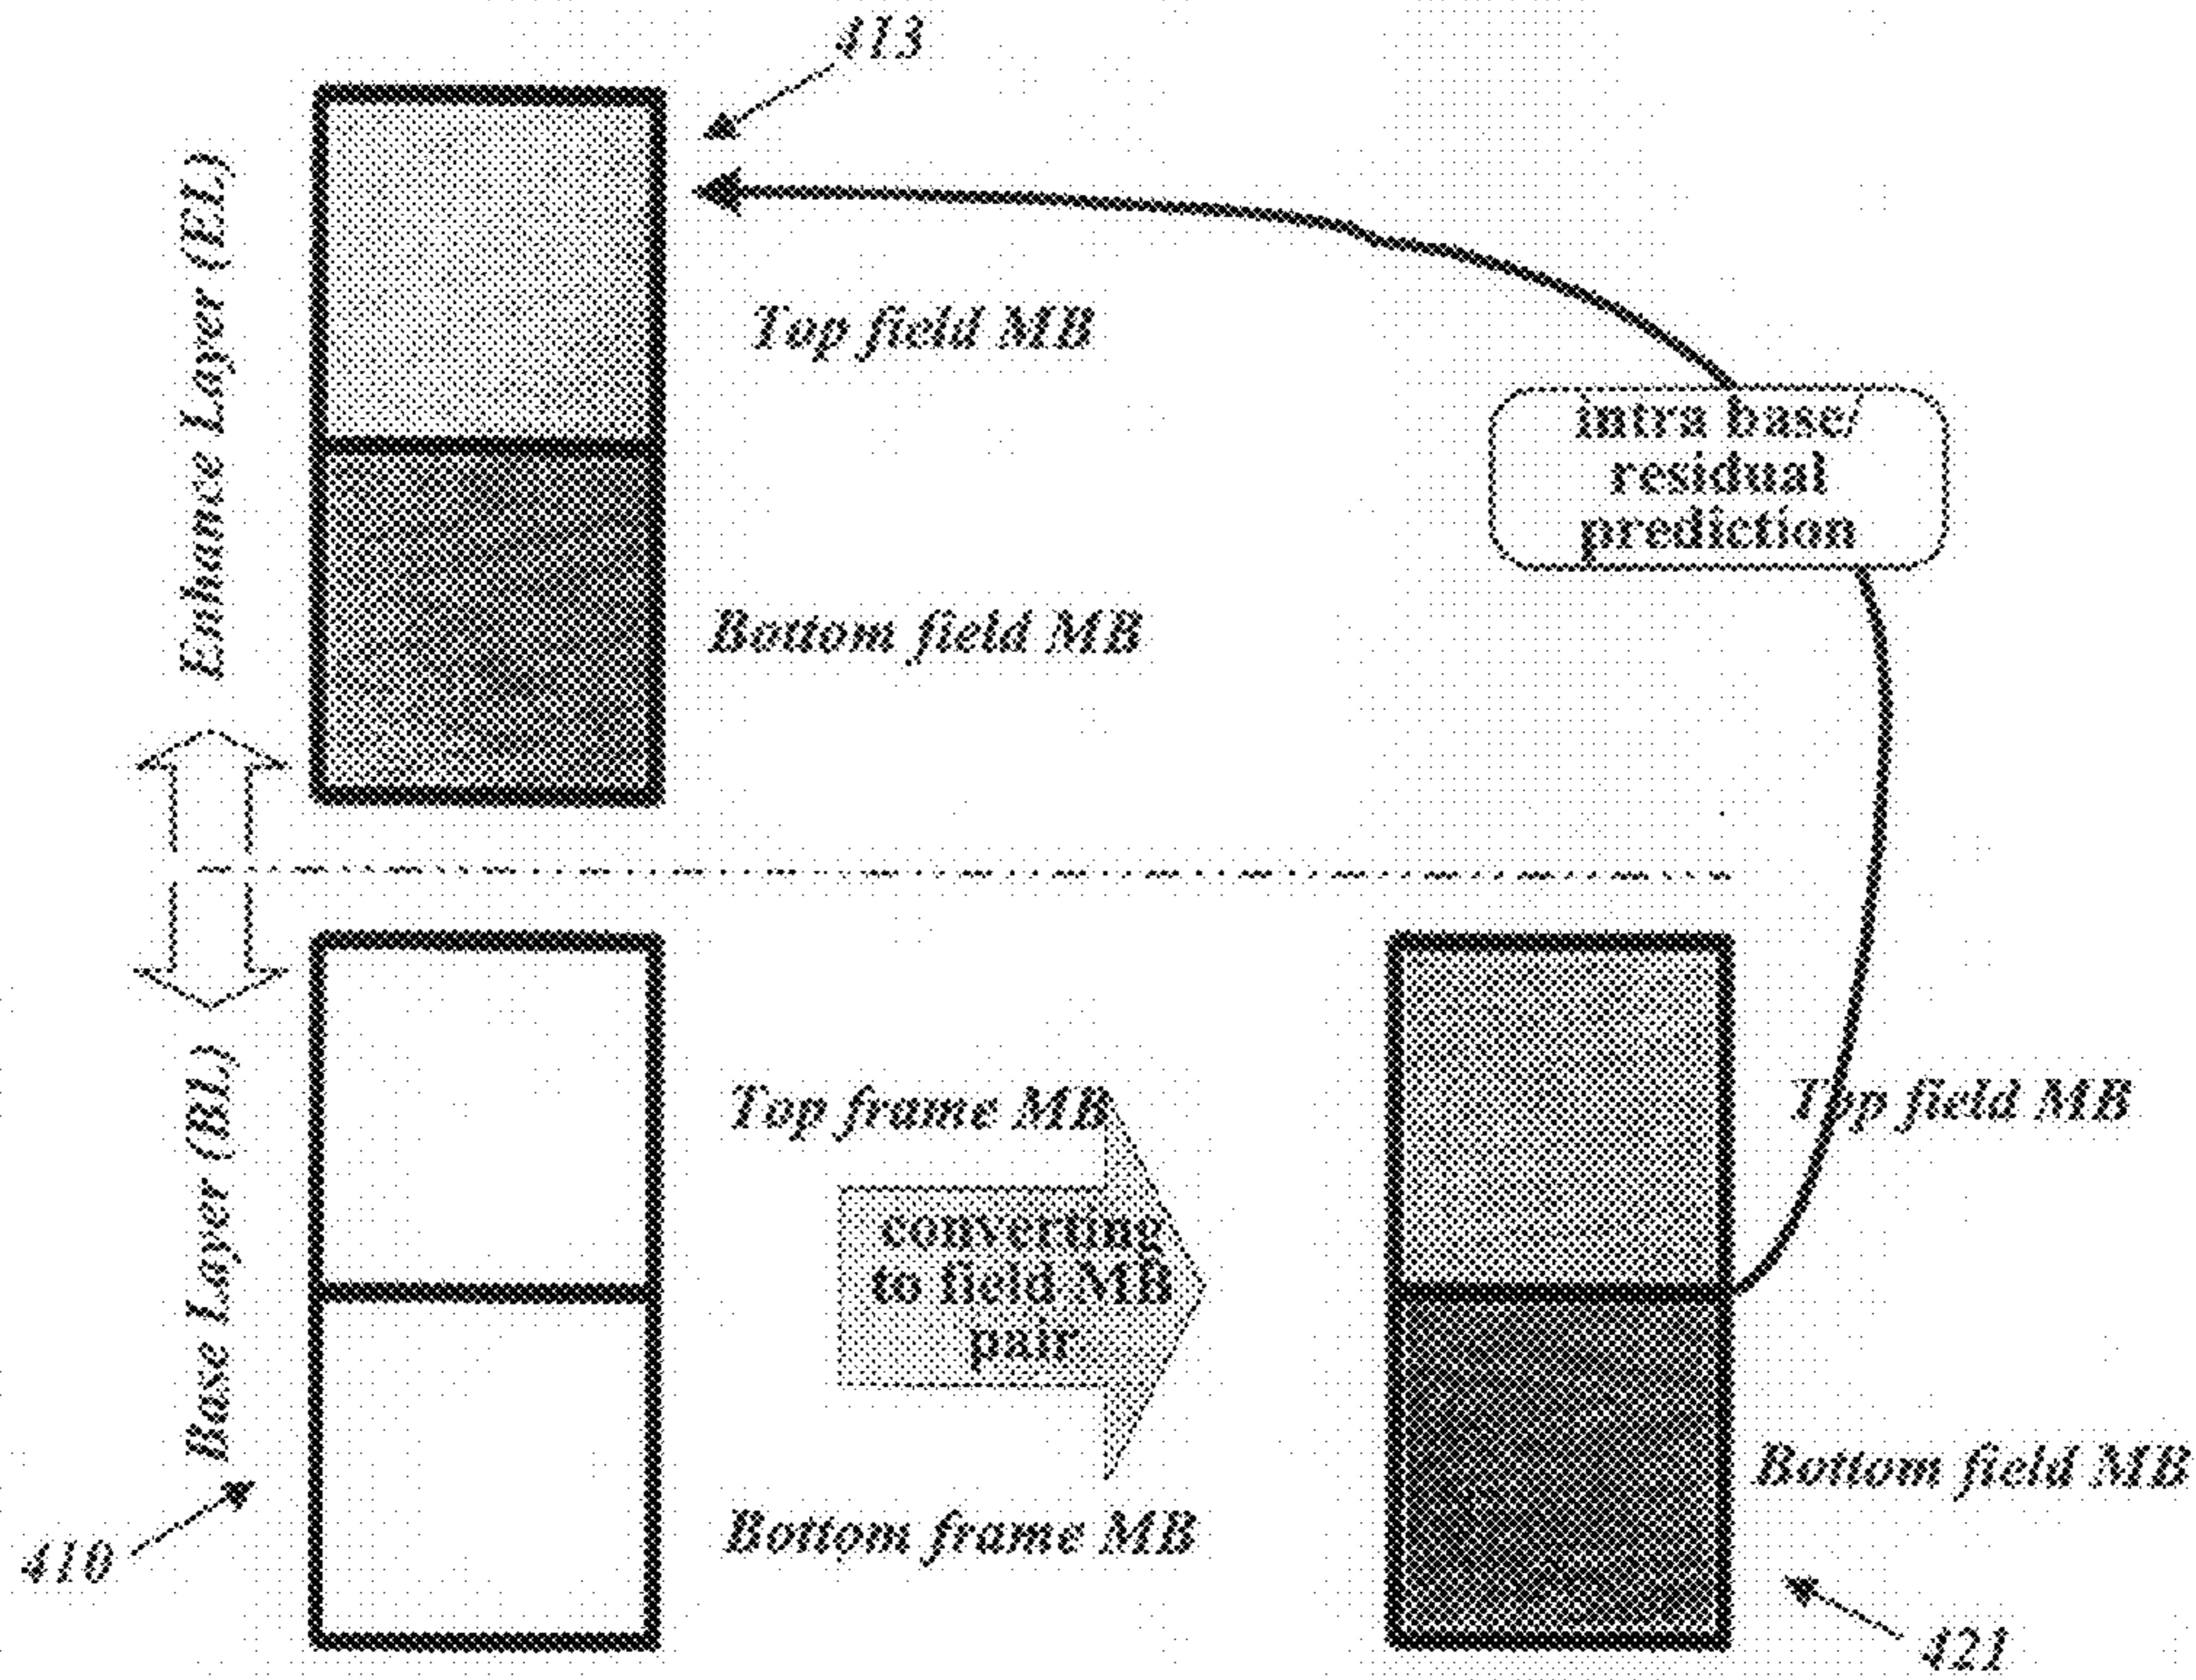 413
Enhance Layer (EL)
Top field MB
intra base/
residual
prediction
Bottom field MB
Base Layer (BL)
Top frame MB
Top field MB
converting
to field MB
pair
Bottom frame MB
Bottom field MB
410
421